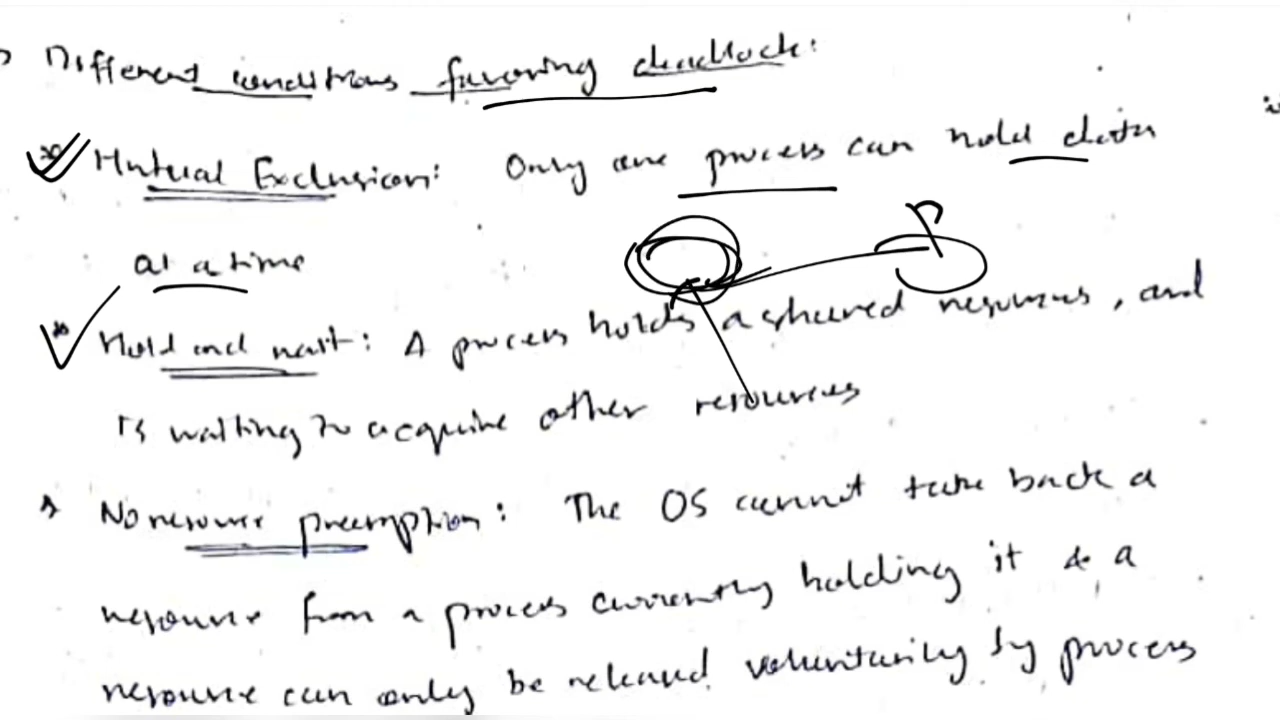 Different conditions favoring deadlock:
Mutual Exclusion: Only one process can hold data
at a time
Hold and wait: A process holds a shared resources, and
is waiting to acquire other resources
No resource preemption: The OS cannot take back a
resource from a process currently holding it & a
resource can only be released voluntarily by process